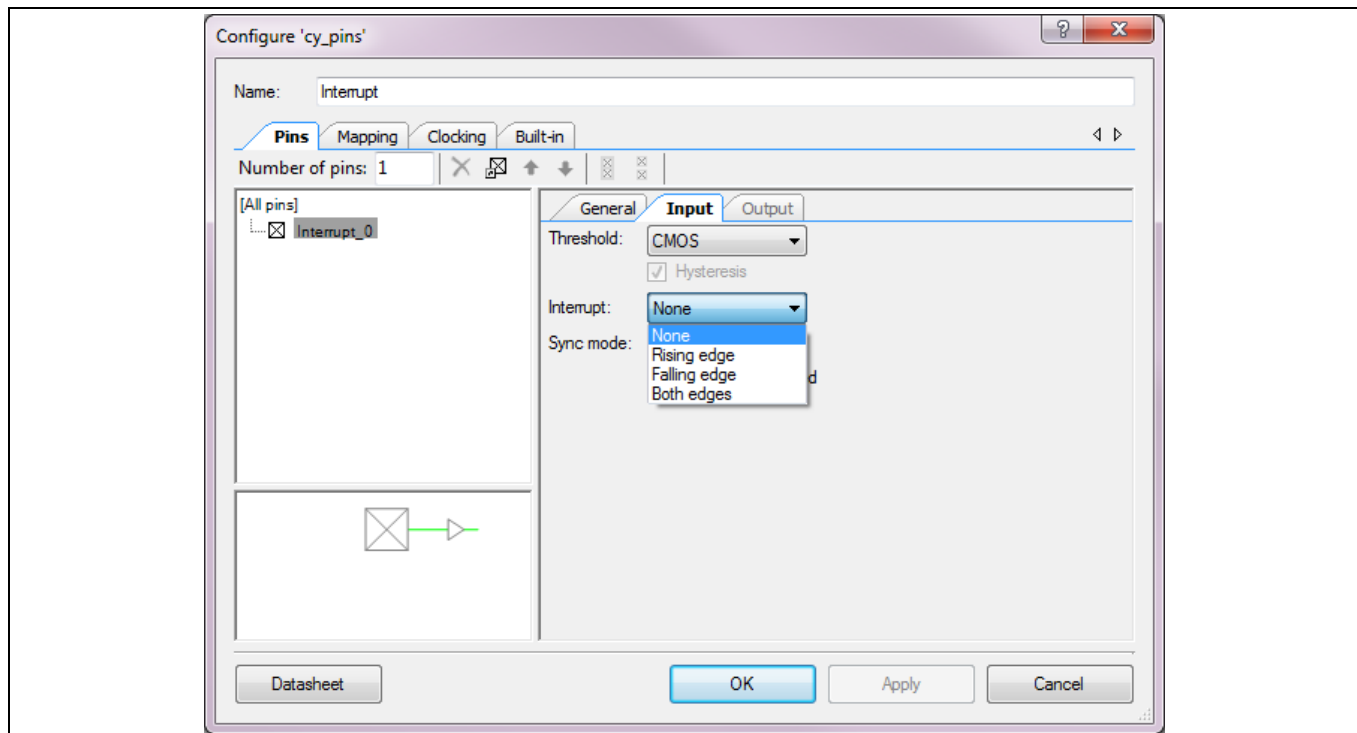 Configure 'cy_pins'
Name: Interrupt
Pins Mapping Clocking Built-in
Number of pins: 1
[All pins]
Interrupt_0
General Input Output
Threshold: CMOS
Hysteresis
Interrupt: None
None
Sync mode:
Rising edge
Falling edge
d
Both edges
Datasheet OK Apply Cancel